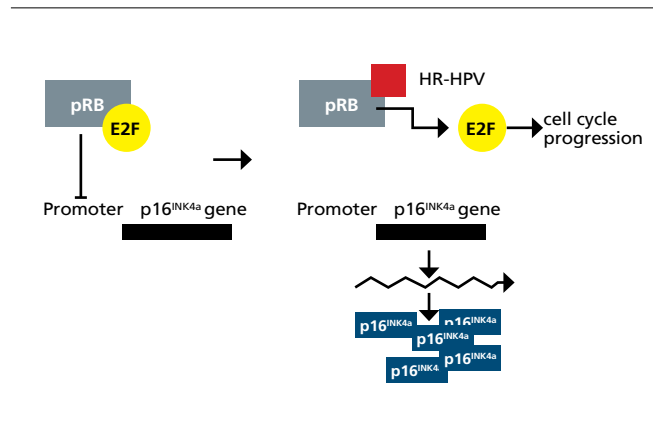 pRB
E2F
Promoter p16INK4a gene
HR-HPV
pRB
E2F
cell cycle
progression
Promoter p16INK4a gene
p16INK4a
p16INK4a
p16INK4a
p16INK4a
p16INK4